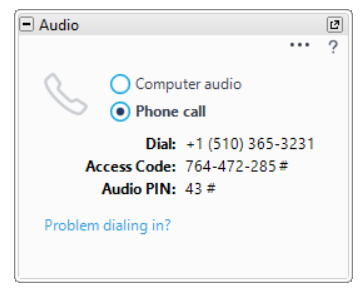 Audio
... ?
Computer audio
Phone call
Dial: +1 (510) 365-3231
Access Code: 764-472-285 #
Audio PIN: 43 #
Problem dialing in?